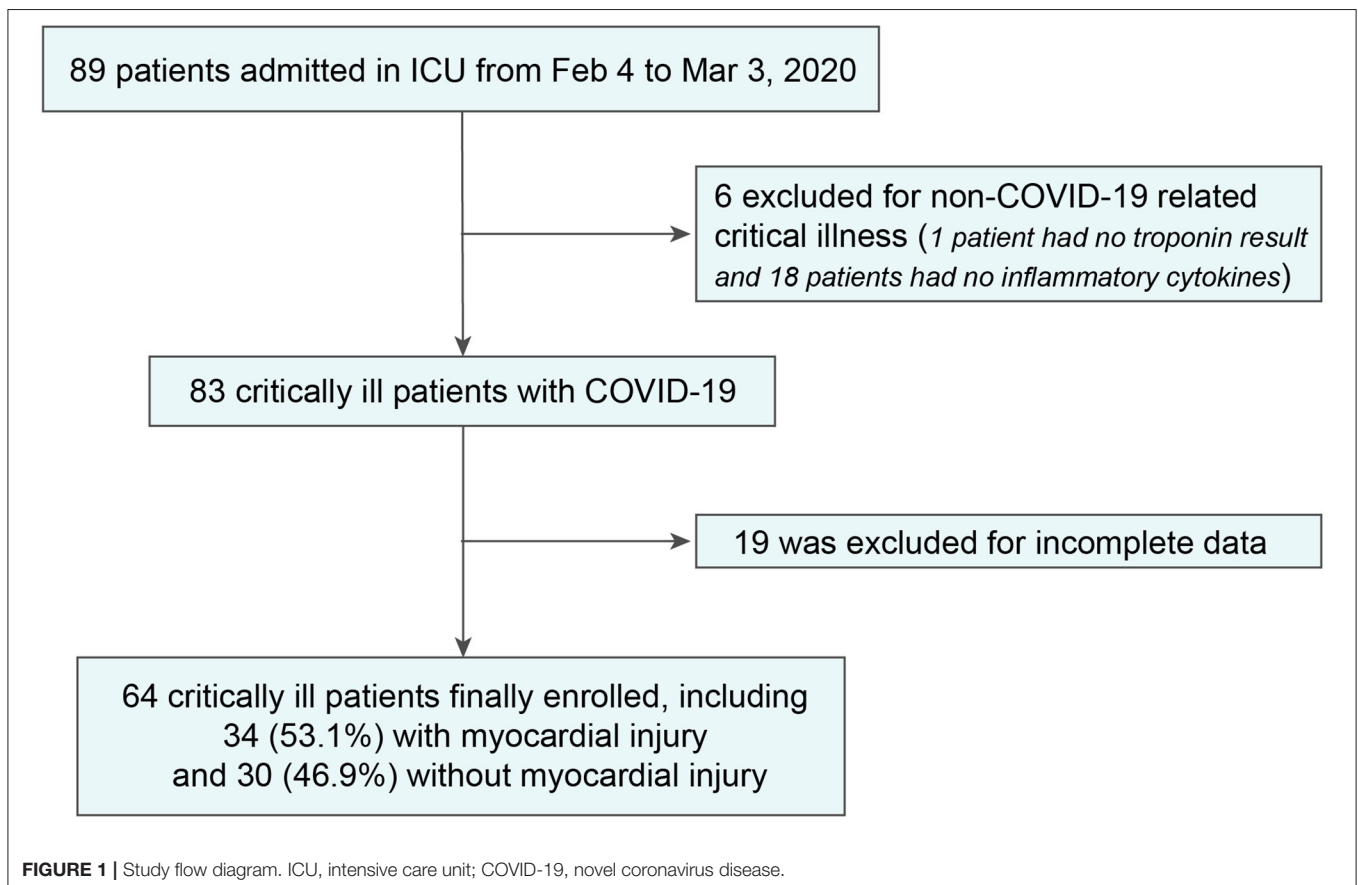 89 patients admitted in ICU from Feb 4 to Mar 3, 2020
6 excluded for non-COVID-19 related
critical illness (1 patient had no troponin result
and 18 patients had no inflammatory cytokines)
83 critically ill patients with COVID-19
19 was excluded for incomplete data
64 critically ill patients finally enrolled, including
34 (53.1%) with myocardial injury
and 30 (46.9%) without myocardial injury
FIGURE 1 | Study flow diagram. ICU, intensive care unit; COVID-19, novel coronavirus disease.